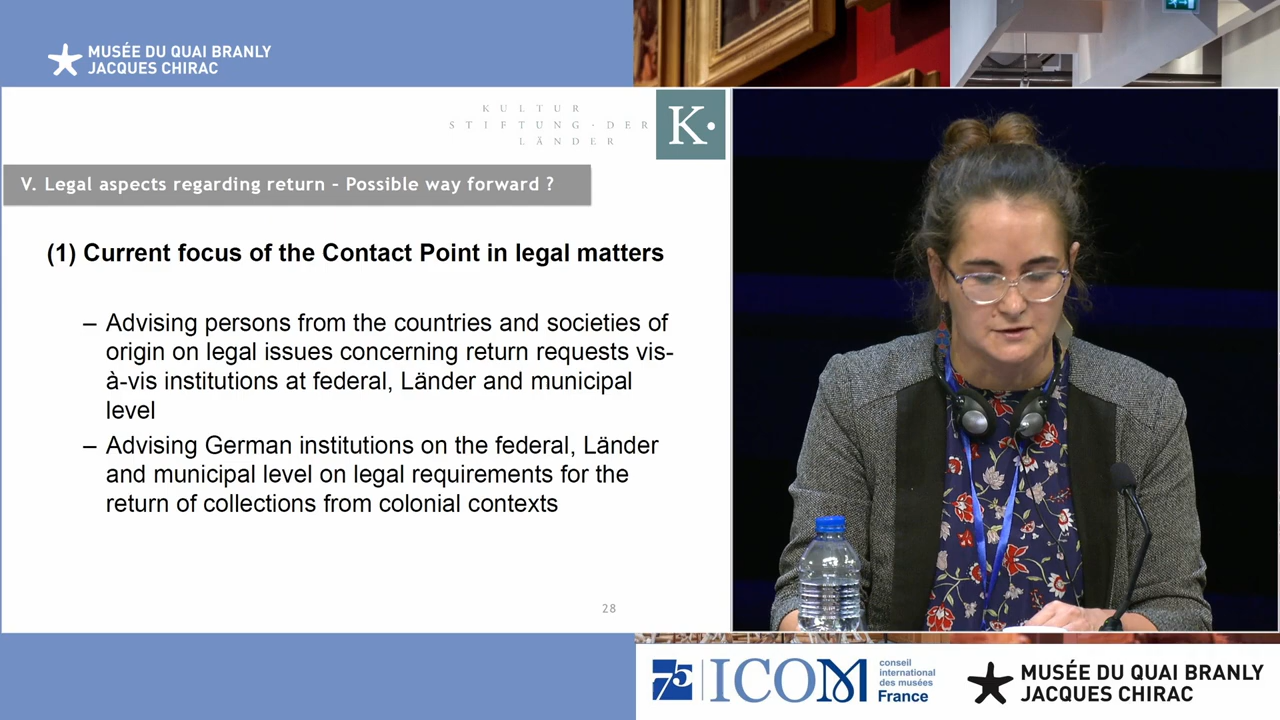 MUSÉE DU QUAI BRANLY
JACQUES CHIRAC
KULTUR
STIFTUNG·DER
LÄNDER
K·
V. Legal aspects regarding return – Possible way forward ?
(1) Current focus of the Contact Point in legal matters
– Advising persons from the countries and societies of
origin on legal issues concerning return requests vis-
à-vis institutions at federal, Länder and municipal
level
– Advising German institutions on the federal, Länder
and municipal level on legal requirements for the
return of collections from colonial contexts
28
75
ICOM
conseil
international
des musées
France
MUSÉE DU QUAI BRANLY
JACQUES CHIRAC